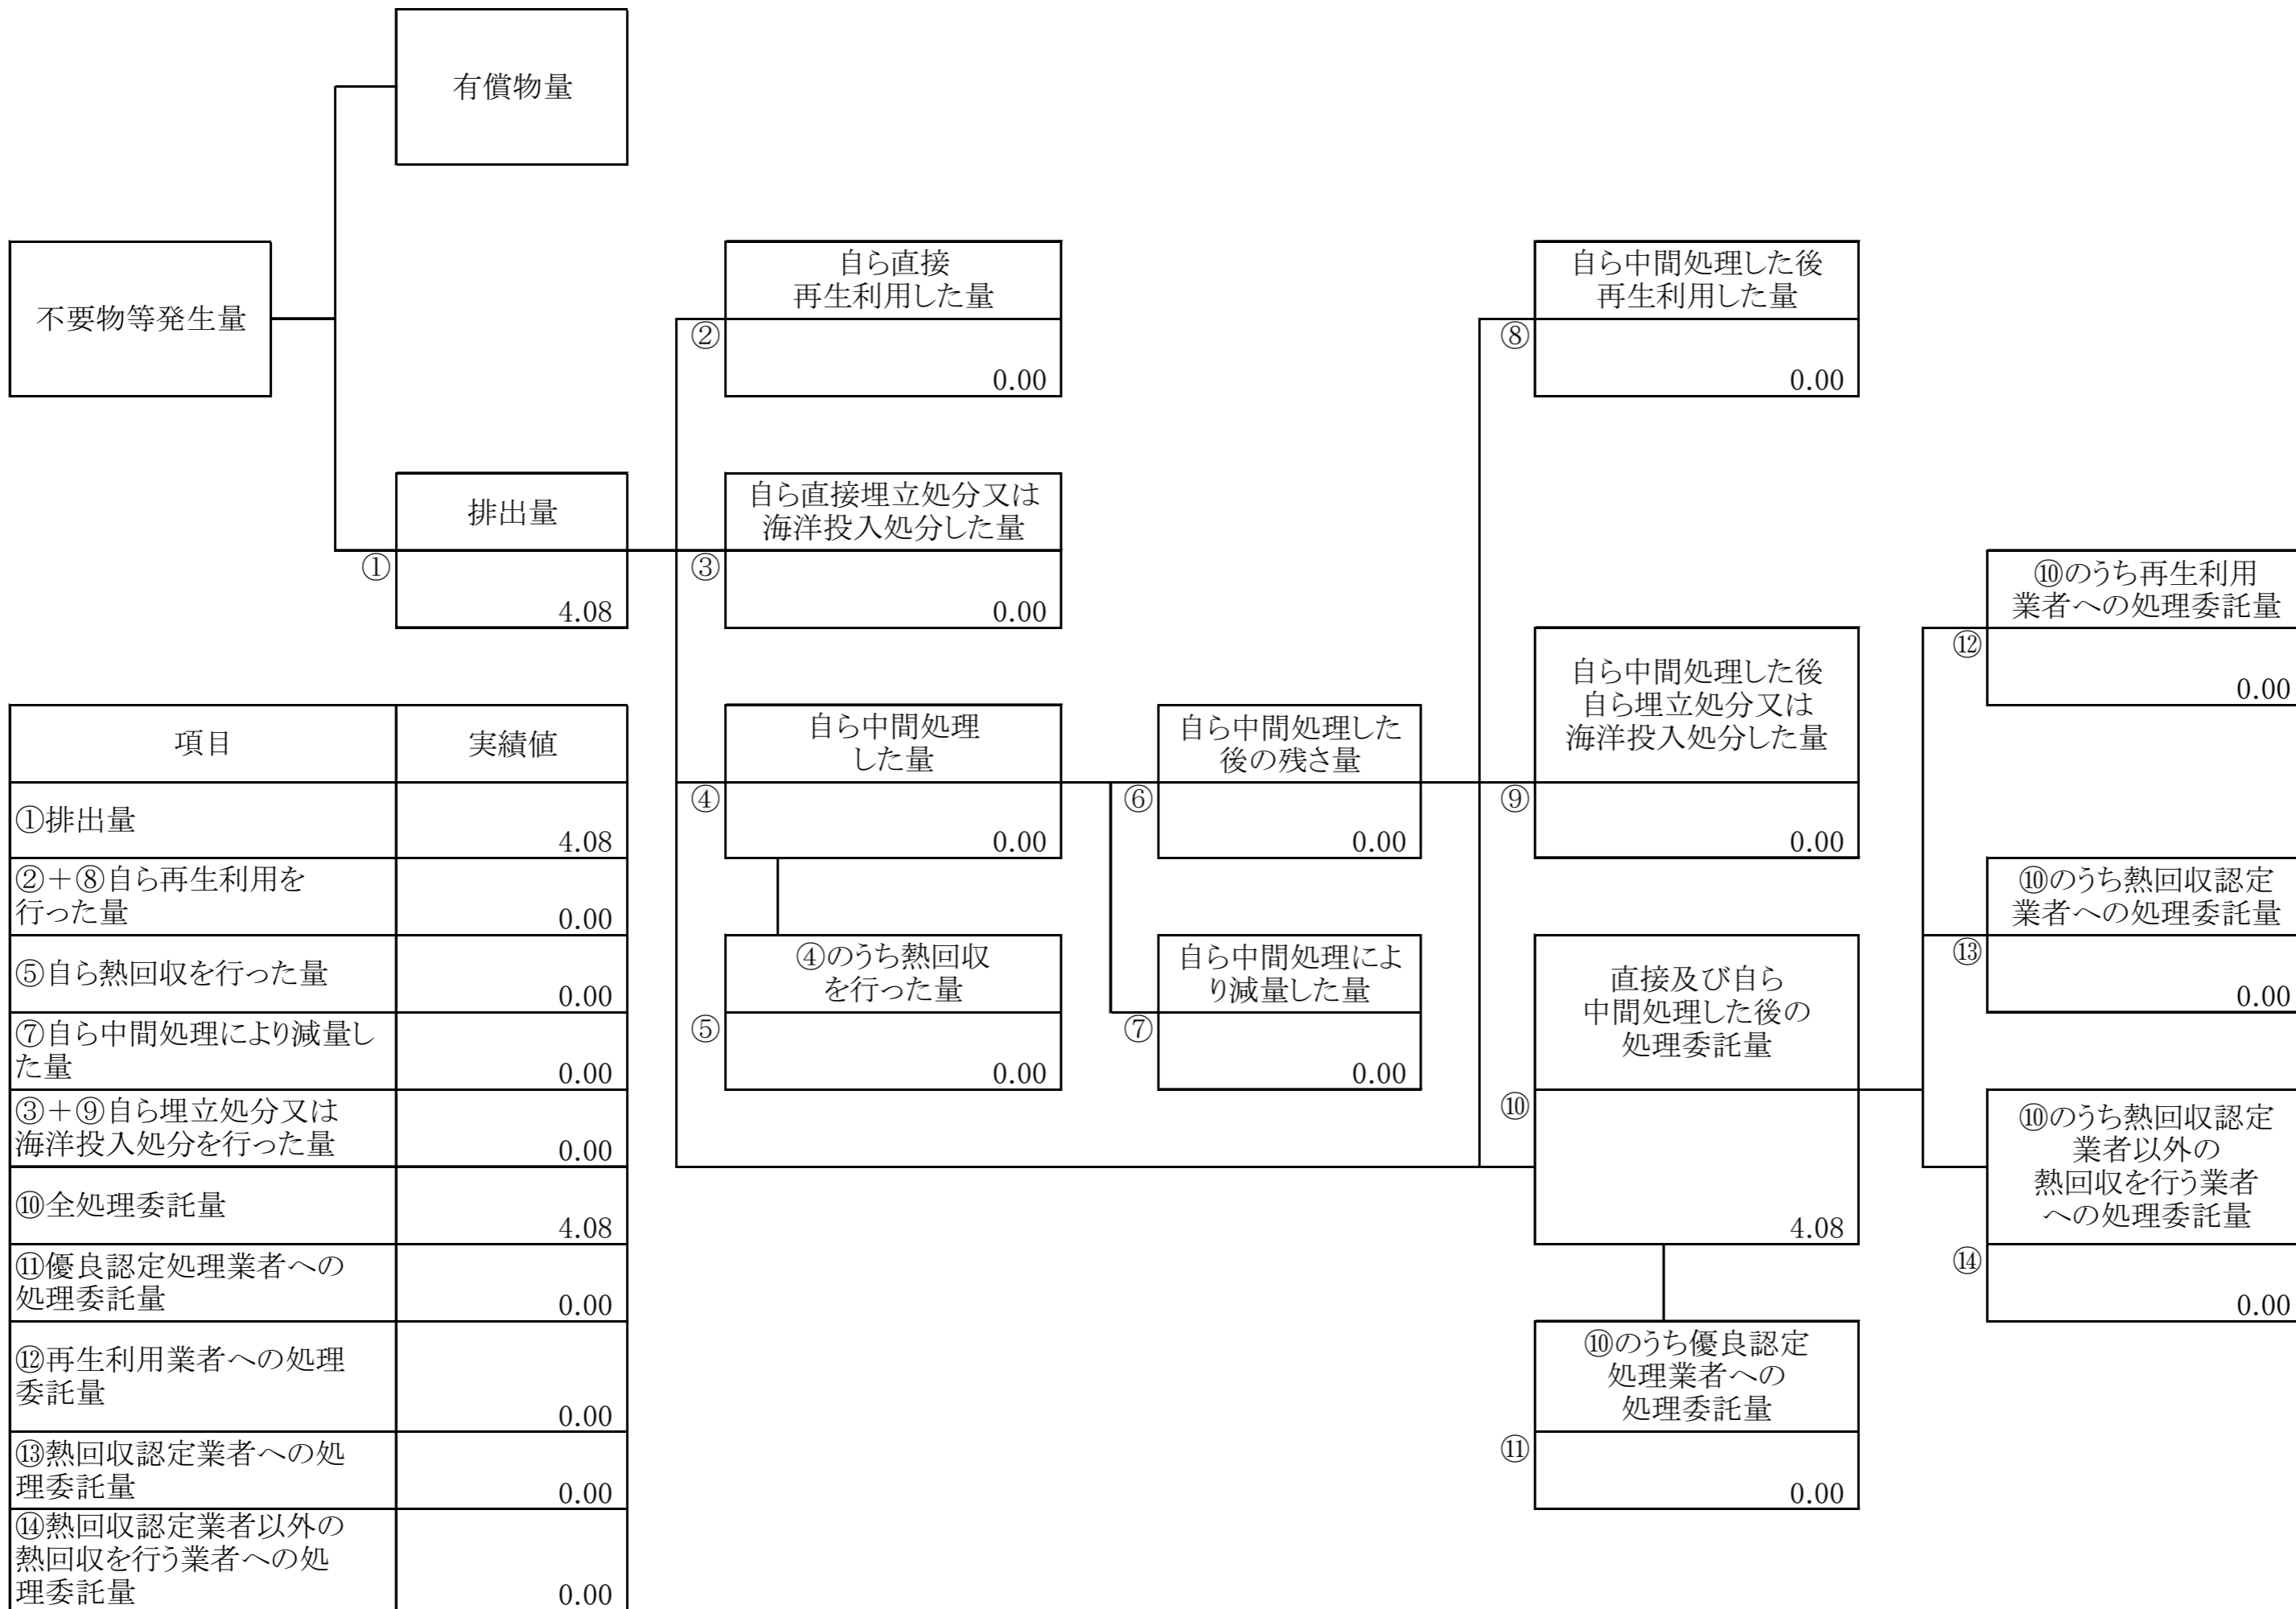 有償物量
不要物等発生量
自ら直接
再生利用した量
②
0.00
自ら中間処理した後
再生利用した量
⑧
0.00
排出量
①
4.08
自ら直接埋立処分又は
海洋投入処分した量
③
0.00
⑩のうち再生利用
業者への処理委託量
⑫
0.00
自ら中間処理
した量
④
0.00
自ら中間処理した
後の残さ量
⑥
0.00
自ら中間処理した後
自ら埋立処分又は
海洋投入処分した量
⑨
0.00
⑩のうち熱回収認定
業者への処理委託量
⑬
0.00
④のうち熱回収
を行った量
⑤
0.00
自ら中間処理によ
り減量した量
⑦
0.00
直接及び自ら
中間処理した後の
処理委託量
⑩
4.08
⑩のうち熱回収認定
業者以外の
熱回収を行う業者
への処理委託量
⑭
0.00
⑩のうち優良認定
処理業者への
処理委託量
⑪
0.00
項目 実績値
①排出量
4.08
②＋⑧自ら再生利用を
行った量
0.00
⑤自ら熱回収を行った量
0.00
⑦自ら中間処理により減量し
た量
0.00
③＋⑨自ら埋立処分又は
海洋投入処分を行った量
0.00
⑩全処理委託量
4.08
⑪優良認定処理業者への
処理委託量
0.00
⑫再生利用業者への処理
委託量
0.00
⑬熱回収認定業者への処
理委託量
0.00
⑭熱回収認定業者以外の
熱回収を行う業者への処
理委託量
0.00